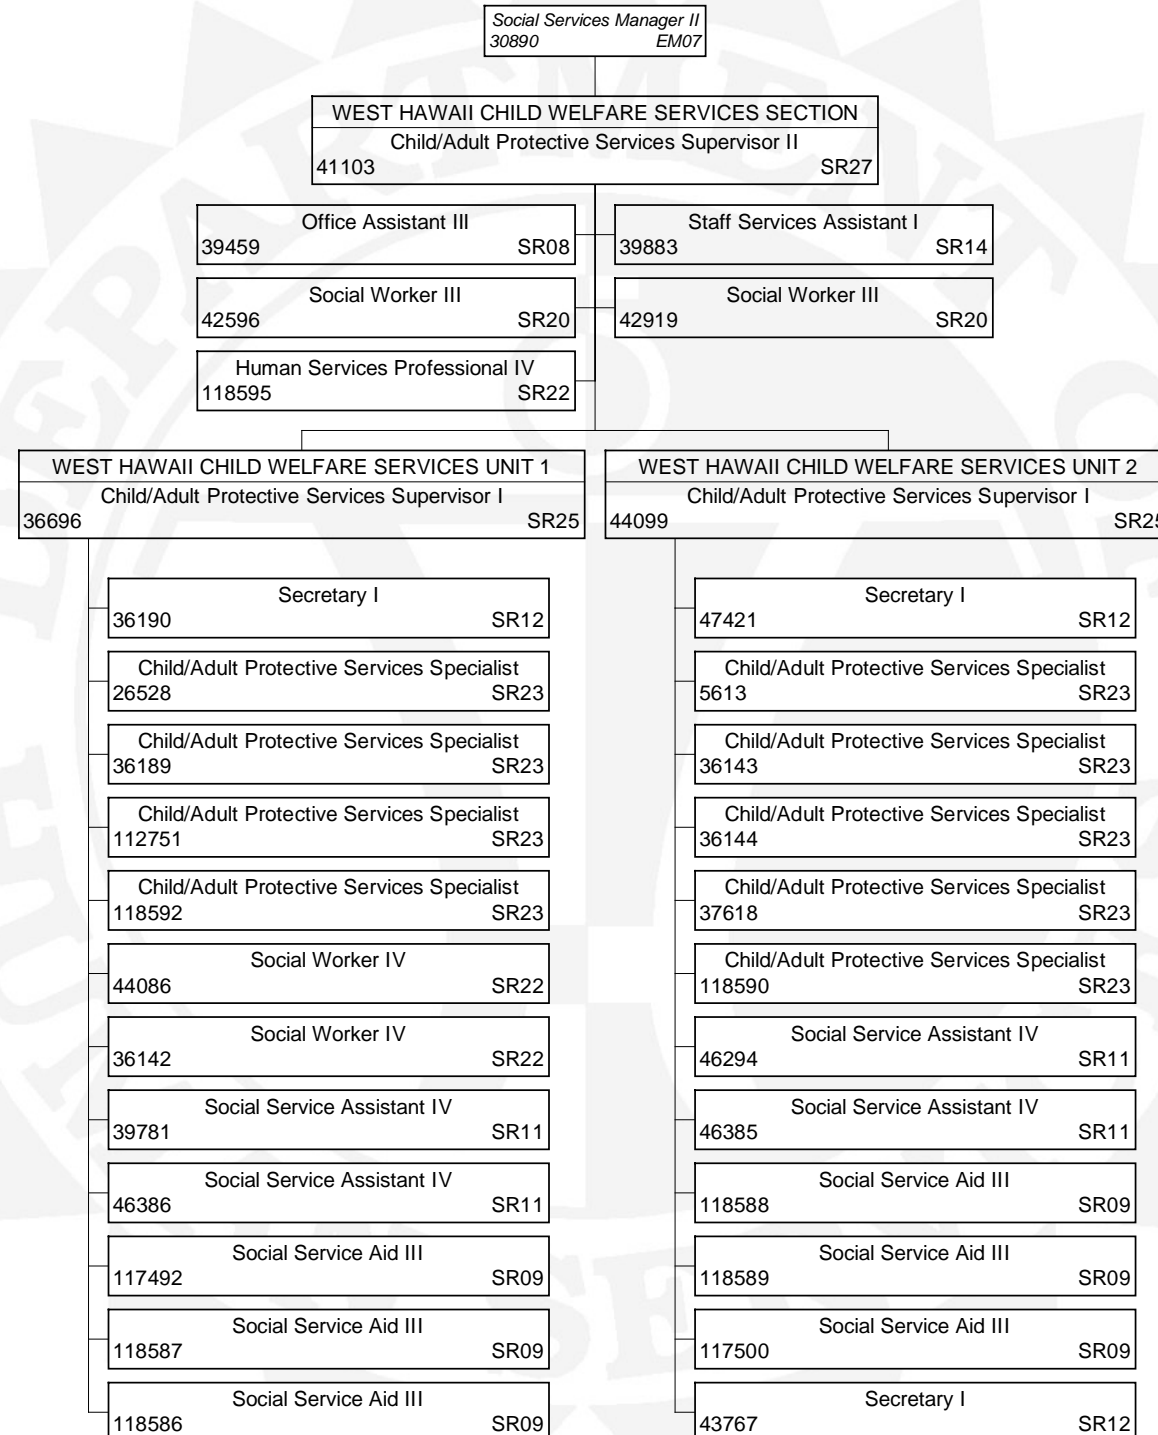 Social Services Manager II
30890 EM07
WEST HAWAII CHILD WELFARE SERVICES SECTION
Child/Adult Protective Services Supervisor II
41103 SR27
Office Assistant III
39459 SR08
Staff Services Assistant I
39883 SR14
Social Worker III
42596 SR20
Social Worker III
42919 SR20
Human Services Professional IV
118595 SR22
WEST HAWAII CHILD WELFARE SERVICES UNIT 1
Child/Adult Protective Services Supervisor I
36696 SR25
Secretary I
36190 SR12
Child/Adult Protective Services Specialist
26528 SR23
Child/Adult Protective Services Specialist
36189 SR23
Child/Adult Protective Services Specialist
112751 SR23
Child/Adult Protective Services Specialist
118592 SR23
Social Worker IV
44086 SR22
Social Worker IV
36142 SR22
Social Service Assistant IV
39781 SR11
Social Service Assistant IV
46386 SR11
Social Service Aid III
117492 SR09
Social Service Aid III
118587 SR09
Social Service Aid III
118586 SR09
WEST HAWAII CHILD WELFARE SERVICES UNIT 2
Child/Adult Protective Services Supervisor I
44099 SR25
Secretary I
47421 SR12
Child/Adult Protective Services Specialist
5613 SR23
Child/Adult Protective Services Specialist
36143 SR23
Child/Adult Protective Services Specialist
36144 SR23
Child/Adult Protective Services Specialist
37618 SR23
Child/Adult Protective Services Specialist
118590 SR23
Social Service Assistant IV
46294 SR11
Social Service Assistant IV
46385 SR11
Social Service Aid III
118588 SR09
Social Service Aid III
118589 SR09
Social Service Aid III
117500 SR09
Secretary I
43767 SR12